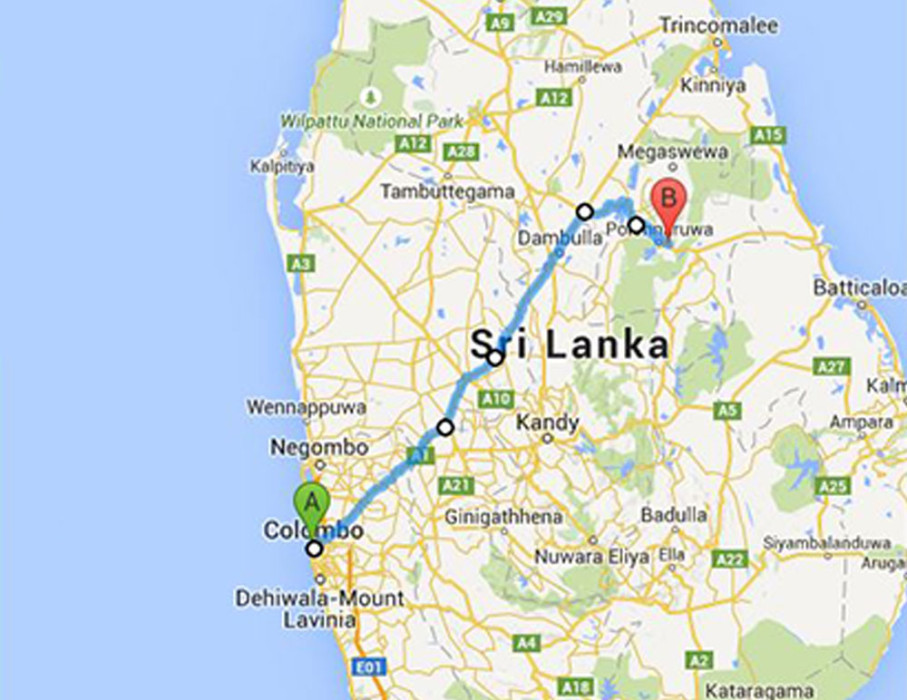 A9
A29
Trincomalee
Hamillewa
Kinniya
A12
Wilpattu National Park
A15
A12
A28
Kalpitiya
Megaswewa
Tambuttegama
B
Dambulla
Polonnaruwa
A3
Batticaloa
Sri Lanka
A27
A10
Wennappuwa
A5
Kandy
Ampara
Negombo
A1
A21
A25
A
Ginigathhena
Badulla
Colombo
Siyambalanduwa
Nuwara Eliya
Ella
A22
Dehiwala-Mount
Lavinia
A4
E01
A2
A18
Kataragama